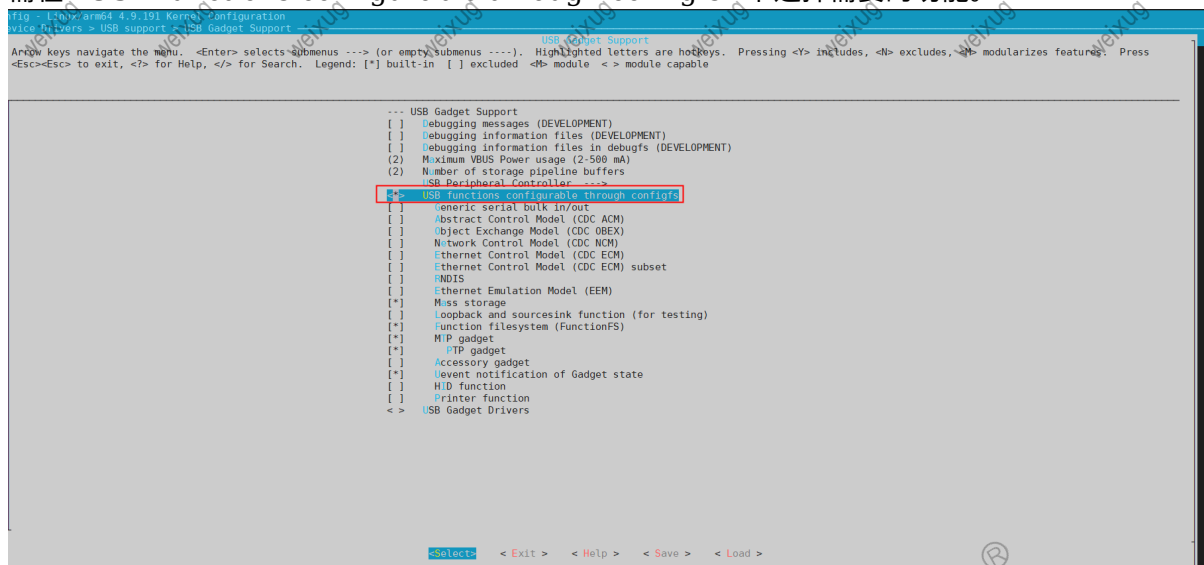 nfig - Linux/arm64 4.9.191 Kernel Configuration
evice Drivers > USB support > USB Gadget Support
USB Gadget Support
Arrow keys navigate the menu. <Enter> selects submenus ---> (or empty submenus ----). Highlighted letters are hotkeys. Pressing <Y> includes, <N> excludes, <M> modularizes features. Press
<Esc><Esc> to exit, <?> for Help, </> for Search. Legend: [*] built-in [ ] excluded <M> module < > module capable
--- USB Gadget Support
[ ] Debugging messages (DEVELOPMENT)
[ ] Debugging information files (DEVELOPMENT)
[ ] Debugging information files in debugfs (DEVELOPMENT)
(2) Maximum VBUS Power usage (2-500 mA)
(2) Number of storage pipeline buffers
USB Peripheral Controller --->
<*> USB functions configurable through configfs
[ ] Generic serial bulk in/out
[ ] Abstract Control Model (CDC ACM)
[ ] Object Exchange Model (CDC OBEX)
[ ] Network Control Model (CDC NCM)
[ ] Ethernet Control Model (CDC ECM)
[ ] Ethernet Control Model (CDC ECM) subset
[ ] RNDIS
[ ] Ethernet Emulation Model (EEM)
[*] Mass storage
[ ] Loopback and sourcesink function (for testing)
[*] Function filesystem (FunctionFS)
[*] MTP gadget
[*] PTP gadget
[ ] Accessory gadget
[*] Uevent notification of Gadget state
[ ] HID function
[ ] Printer function
< > USB Gadget Drivers
<Select> < Exit > < Help > < Save > < Load >